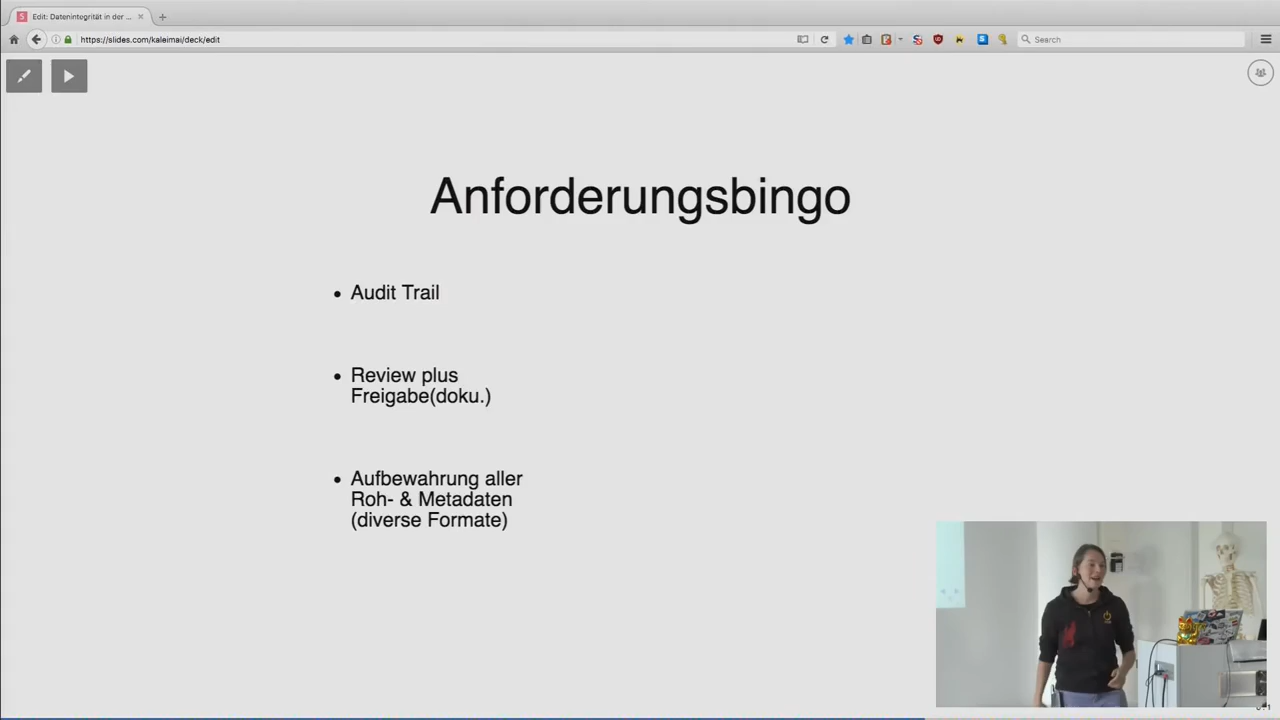 Edit: Datenintegrität in der ...
https://slides.com/kaleimai/deck/edit
Search
Anforderungsbingo
• Audit Trail
• Review plus
Freigabe(doku.)
• Aufbewahrung aller
Roh- & Metadaten
(diverse Formate)